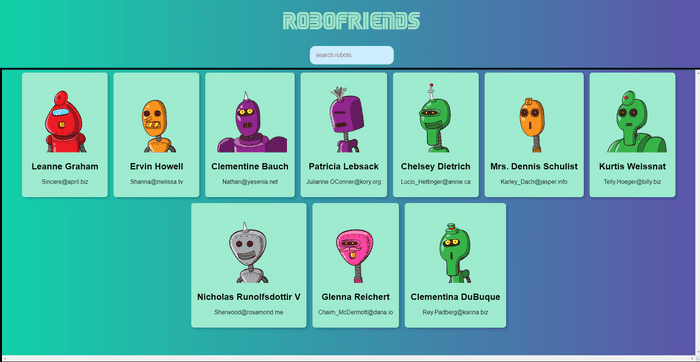 ROBOFRIENDS
search robots
Leanne Graham
Sincere@april.biz
Ervin Howell
Shanna@melissa.tv
Clementine Bauch
Nathan@yesenia.net
Patricia Lebsack
Julianne.OConner@kory.org
Chelsey Dietrich
Lucio_Hettinger@annie.ca
Mrs. Dennis Schulist
Karley_Dach@jasper.info
Kurtis Weissnat
Telly.Hoeger@billy.biz
Nicholas Runolfsdottir V
Sherwood@rosamond.me
Glenna Reichert
Chaim_McDermott@dana.io
Clementina DuBuque
Rey.Padberg@karina.biz